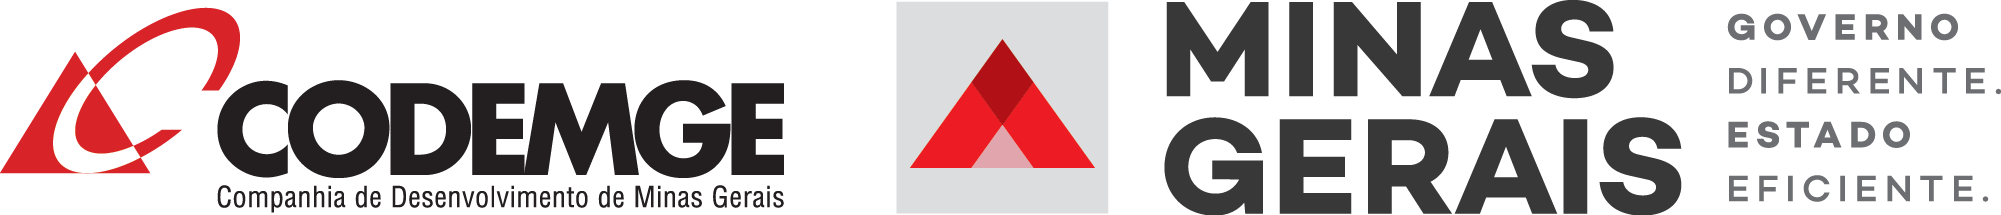 CODEMGE
Companhia de Desenvolvimento de Minas Gerais
MINAS
GERAIS
GOVERNO
DIFERENTE.
ESTADO
EFICIENTE.